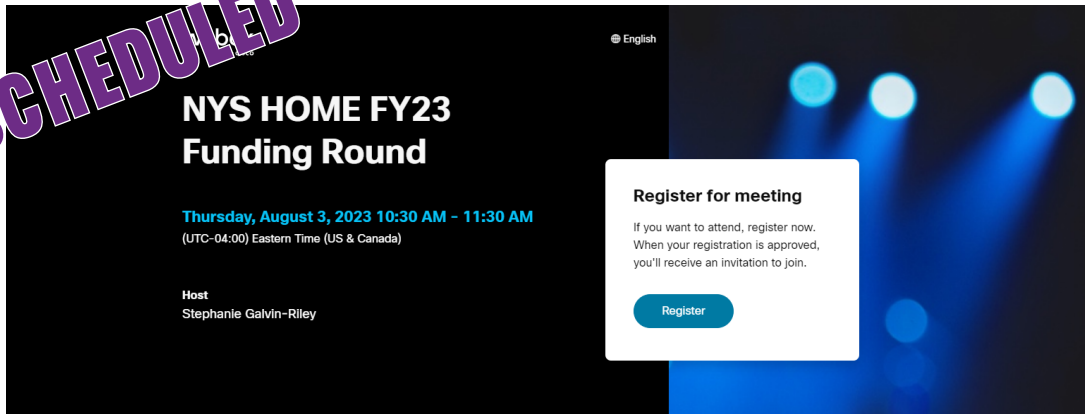 SCHEDULED
English
NYS HOME FY23
Funding Round
Thursday, August 3, 2023 10:30 AM - 11:30 AM
(UTC-04:00) Eastern Time (US & Canada)
Host
Stephanie Galvin-Riley
Register for meeting
If you want to attend, register now.
When your registration is approved,
you'll receive an invitation to join.
Register